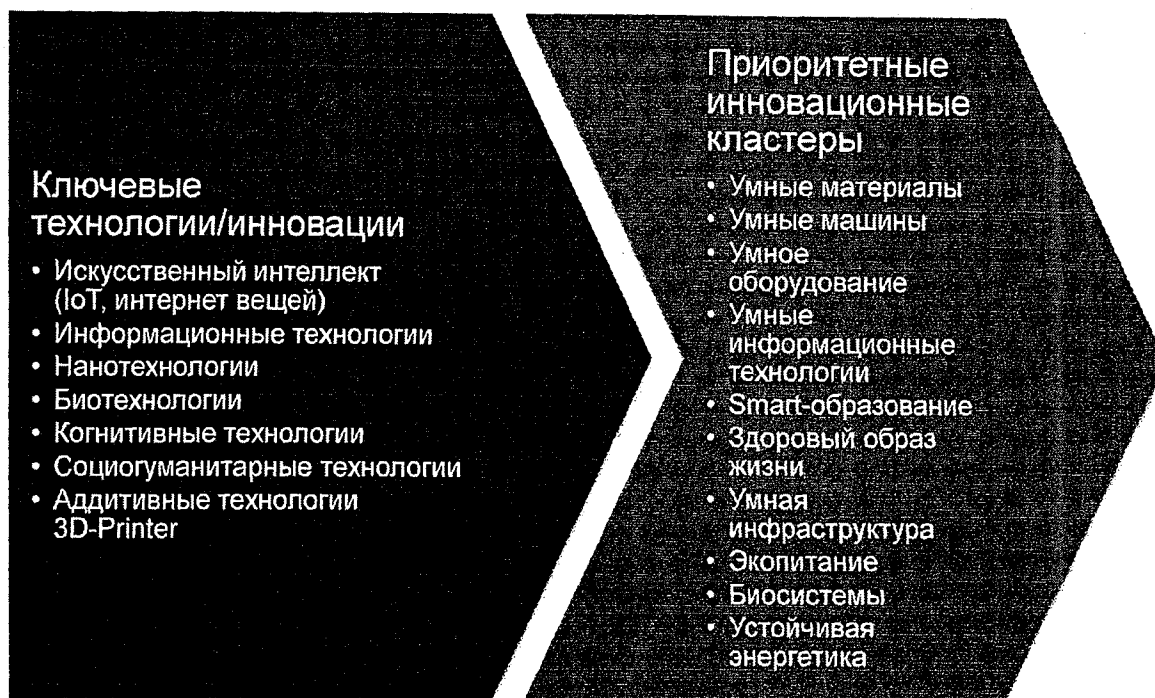 Ключевые
технологии/инновации
• Искусственный интеллект
(IoT, интернет вещей)
• Информационные технологии
• Нанотехнологии
• Биотехнологии
• Когнитивные технологии
• Социогуманитарные технологии
• Аддитивные технологии
3D-Printer
Приоритетные
инновационные
кластеры
• Умные материалы
• Умные машины
• Умное
оборудование
• Умные
информационные
технологии
• Smart-образование
• Здоровый образ
жизни
• Умная
инфраструктура
• Экопитание
• Биосистемы
• Устойчивая
энергетика